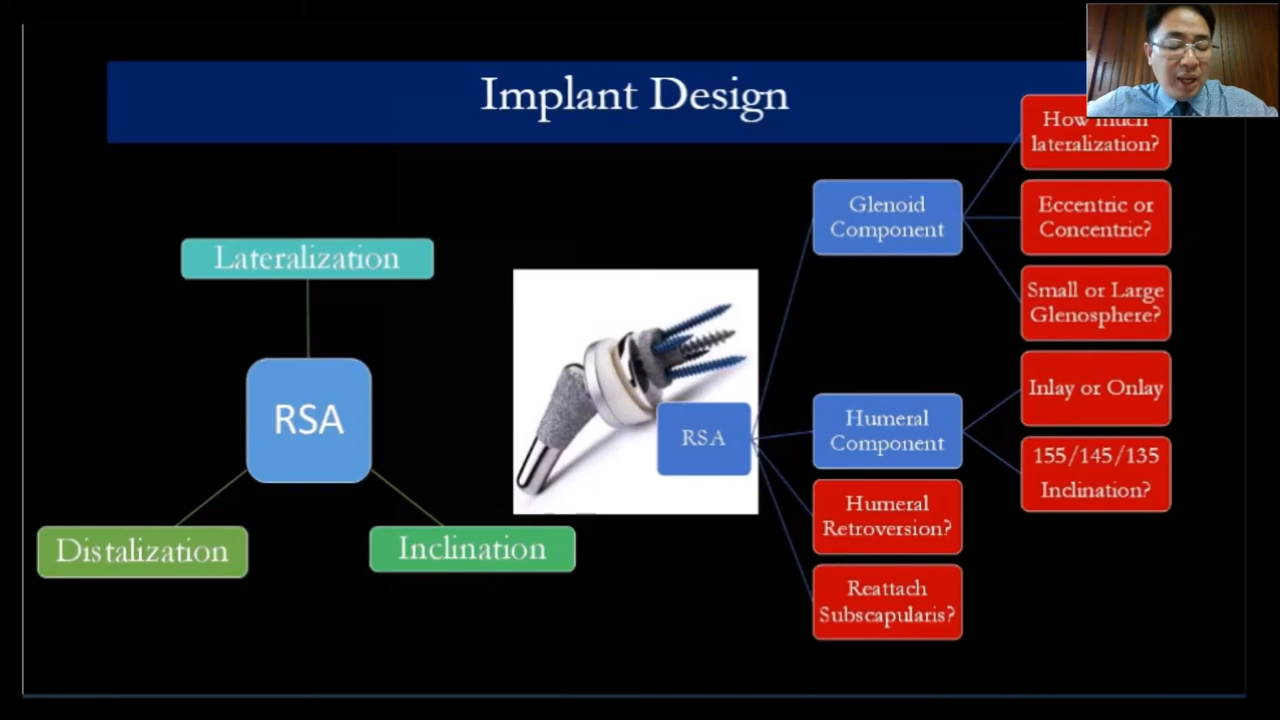 Implant Design
Lateralization
RSA
Distalization
Inclination
RSA
Glenoid
Component
How much
lateralization?
Eccentric or
Concentric?
Small or Large
Glenosphere?
Humeral
Component
Inlay or Onlay
155/145/135
Inclination?
Humeral
Retroversion?
Reattach
Subscapularis?